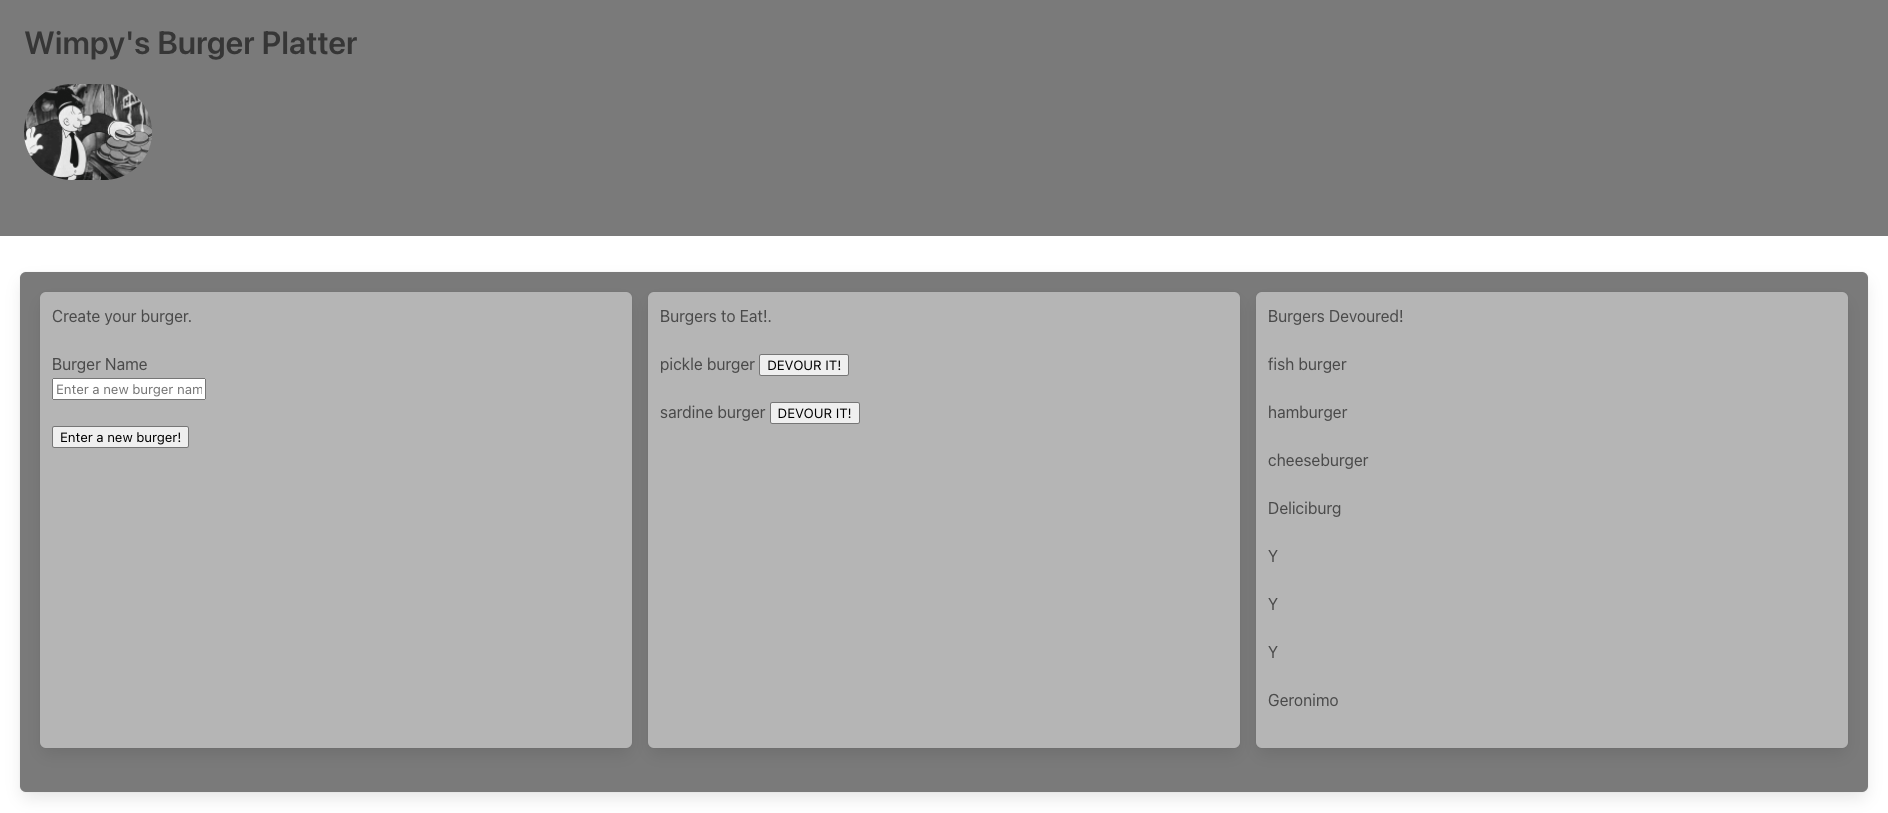 Wimpy's Burger Platter
Create your burger.
Burger Name
Enter a new burger nam
Enter a new burger!
Burgers to Eat!.
pickle burger DEVOUR IT!
sardine burger DEVOUR IT!
Burgers Devoured!
fish burger
hamburger
cheeseburger
Deliciburg
Y
Y
Y
Geronimo